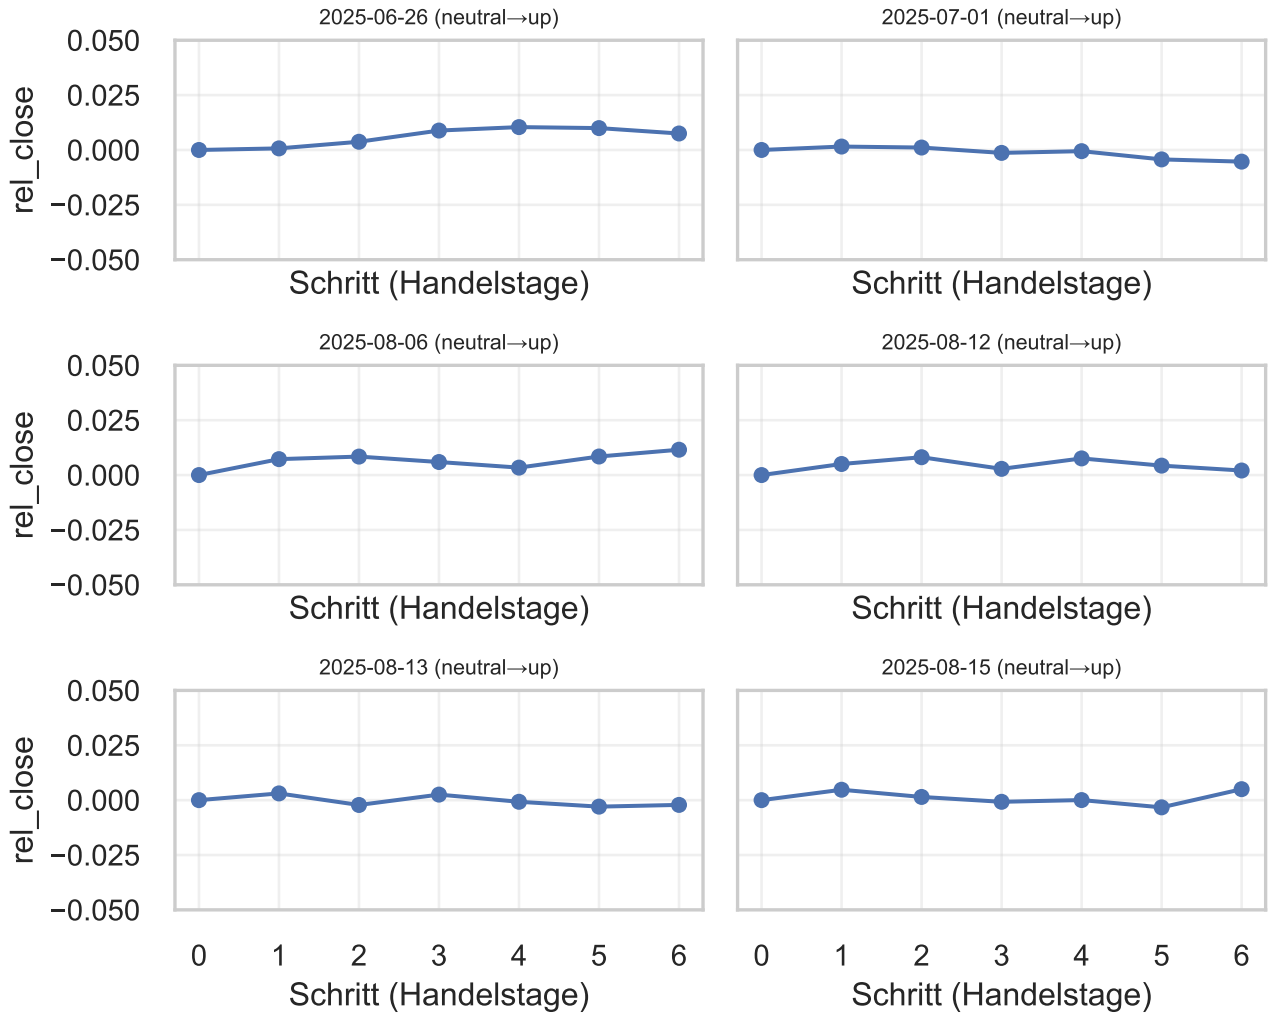 2025-06-26 (neutral→up)
2025-07-01 (neutral→up)
0.050
0.025
0.000
−0.025
−0.050
rel_close
Schritt (Handelstage)
Schritt (Handelstage)
2025-08-06 (neutral→up)
2025-08-12 (neutral→up)
0.050
0.025
0.000
−0.025
−0.050
rel_close
Schritt (Handelstage)
Schritt (Handelstage)
2025-08-13 (neutral→up)
2025-08-15 (neutral→up)
0.050
0.025
0.000
−0.025
−0.050
rel_close
0 1 2 3 4 5 6
0 1 2 3 4 5 6
Schritt (Handelstage)
Schritt (Handelstage)